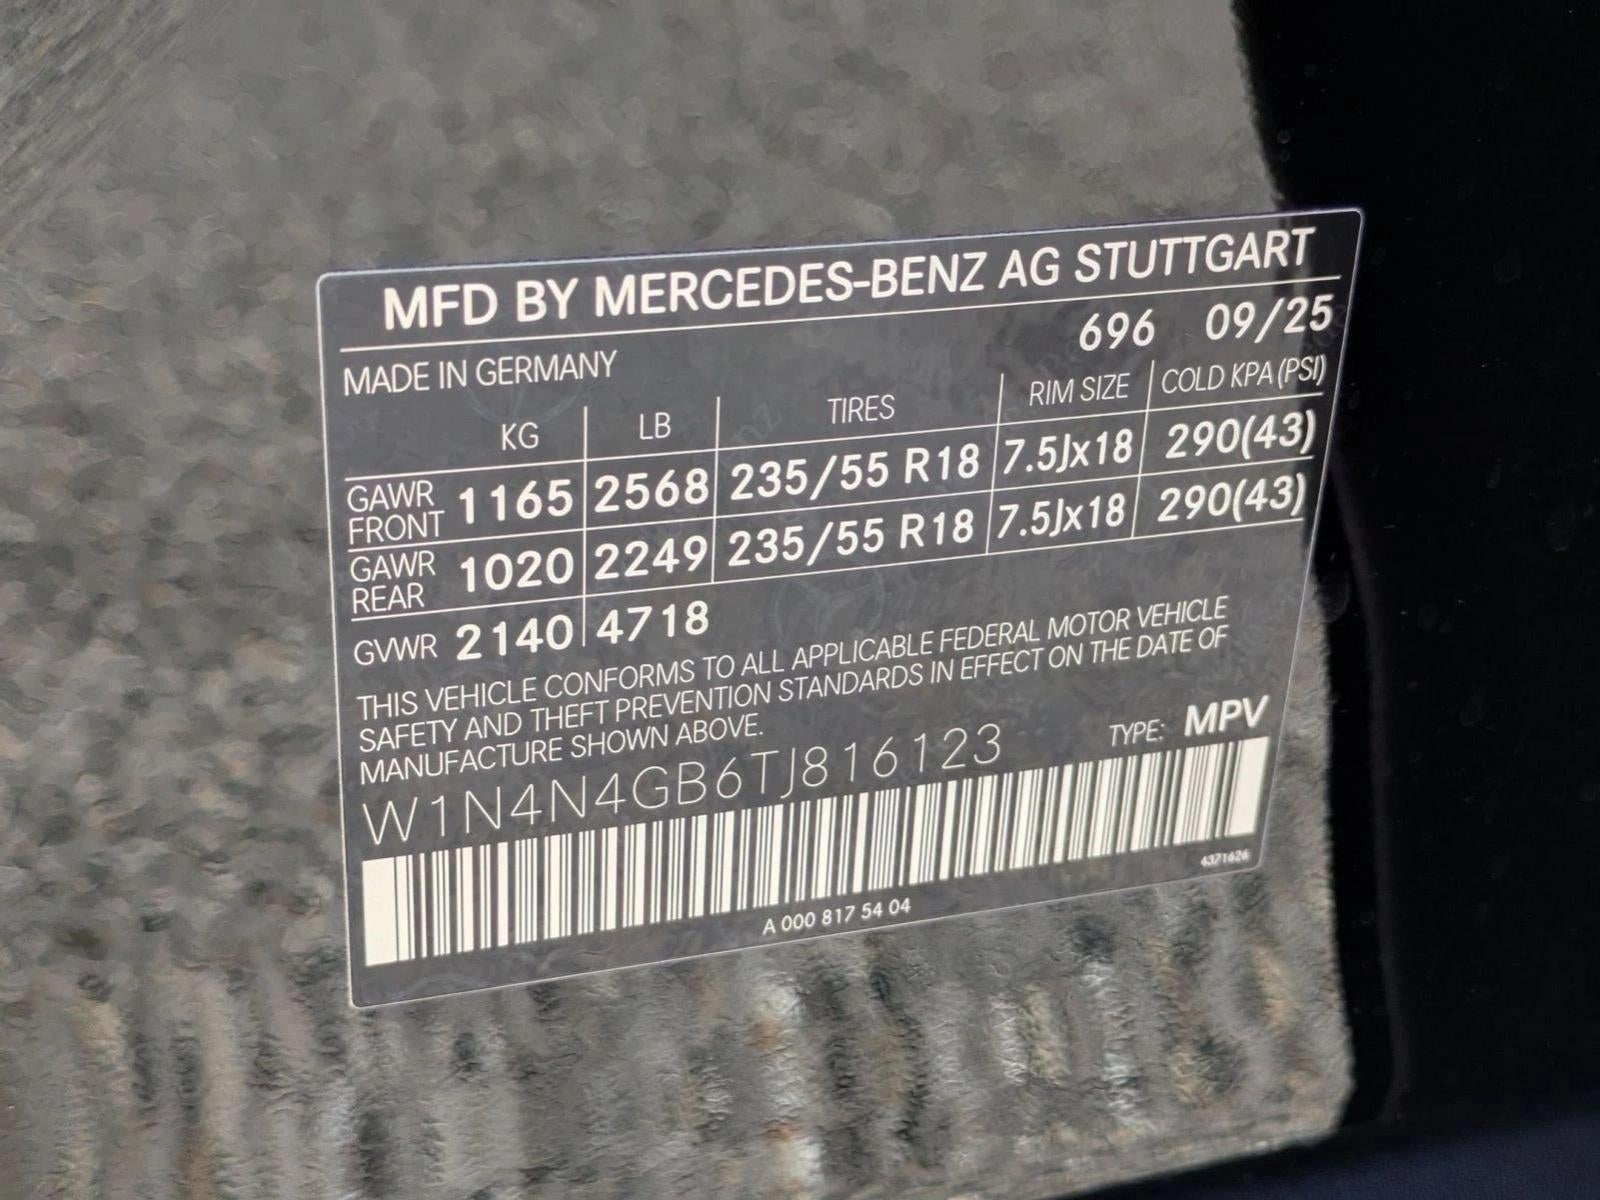 MFD BY MERCEDES-BENZ AG STUTTGART
696 09/25
MADE IN GERMANY
KG LB TIRES RIM SIZE COLD KPA (PSI)
GAWR FRONT 1165 2568 235/55 R18 7.5Jx18 290(43)
GAWR REAR 1020 2249 235/55 R18 7.5Jx18 290(43)
GVWR 2140 4718
THIS VEHICLE CONFORMS TO ALL APPLICABLE FEDERAL MOTOR VEHICLE
SAFETY AND THEFT PREVENTION STANDARDS IN EFFECT ON THE DATE OF
MANUFACTURE SHOWN ABOVE.
TYPE: MPV
W1N4N4GB6TJ816123
4371626
A 000 817 54 04